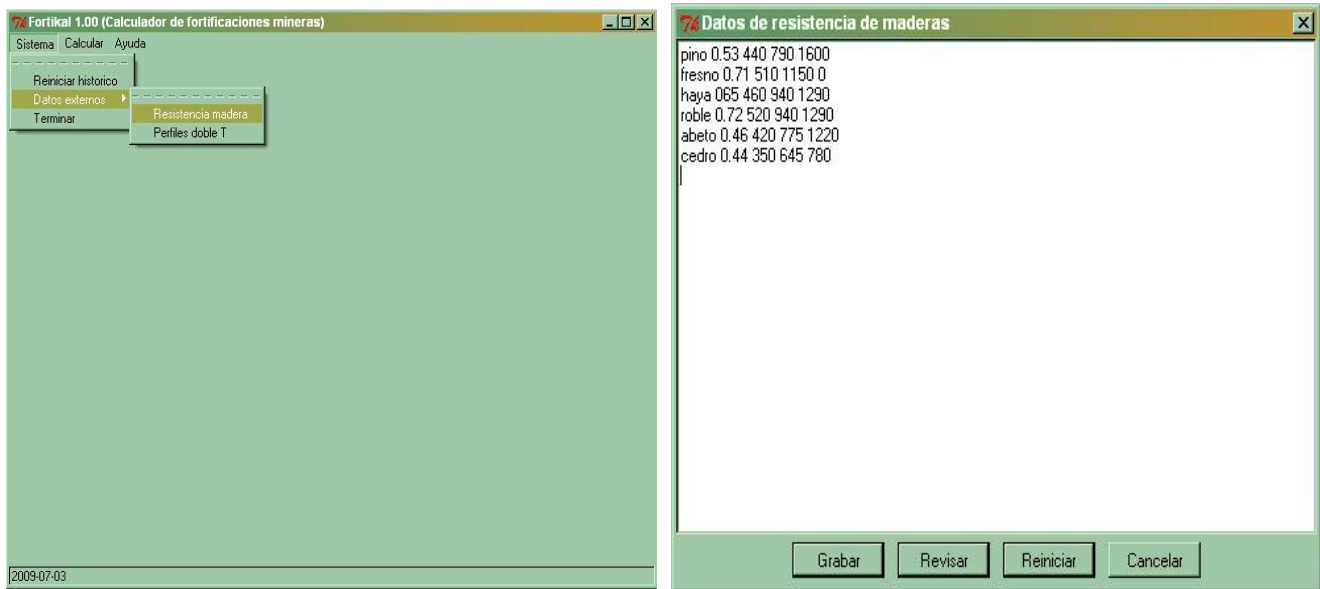 Fortikal 1.00 (Calculador de fortificaciones mineras)
Sistema Calcular Ayuda
Reiniciar historico
Datos externos
Terminar
Resistencia madera
Perfiles doble T
2009-07-03
Datos de resistencia de maderas
pino 0.53 440 790 1600
fresno 0.71 510 1150 0
haya 065 460 940 1290
roble 0.72 520 940 1290
abeto 0.46 420 775 1220
cedro 0.44 350 645 780
Grabar Revisar Reiniciar Cancelar